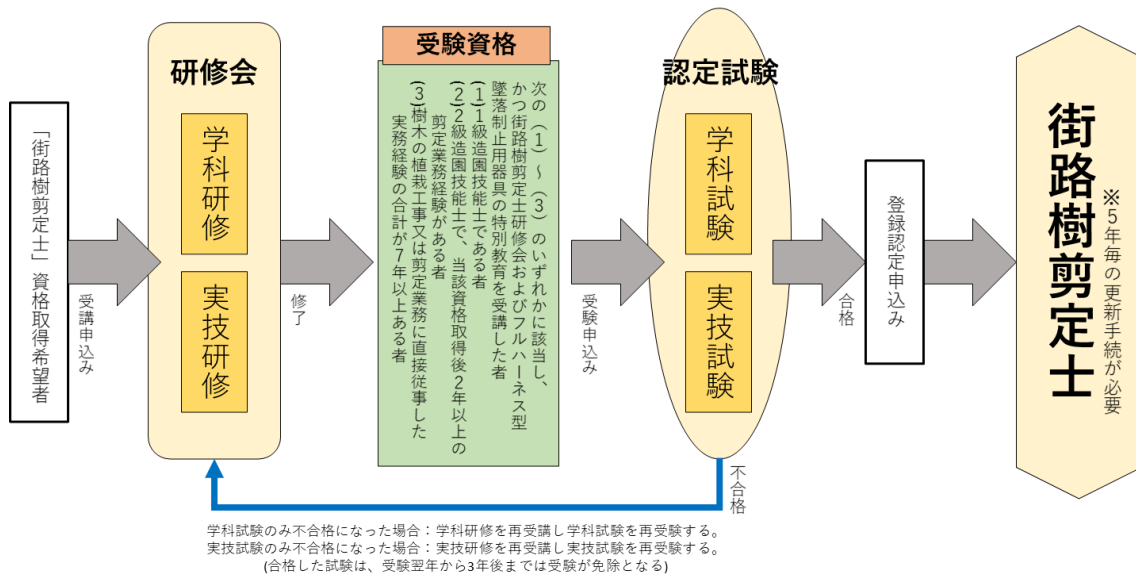 「街路樹剪定士」資格取得希望者
受講申込み
研修会
学科研修
実技研修
修了
受験資格
次の(1)~(3)のいずれかに該当し、
かつ街路樹剪定士研修会およびフルハーネス型
墜落制止用器具の特別教育を受講した者
(1)1級造園技能士である者
(2)2級造園技能士で、当該資格取得後2年以上の
剪定業務経験がある者
(3)樹木の植栽工事又は剪定業務に直接従事した
実務経験の合計が7年以上ある者
受験申込み
認定試験
学科試験
実技試験
合格
登録認定申込み
街路樹剪定士
※5年毎の更新手続が必要
不合格
学科試験のみ不合格になった場合:学科研修を再受講し学科試験を再受験する。
実技試験のみ不合格になった場合:実技研修を再受講し実技試験を再受験する。
(合格した試験は、受験翌年から3年後までは受験が免除となる)